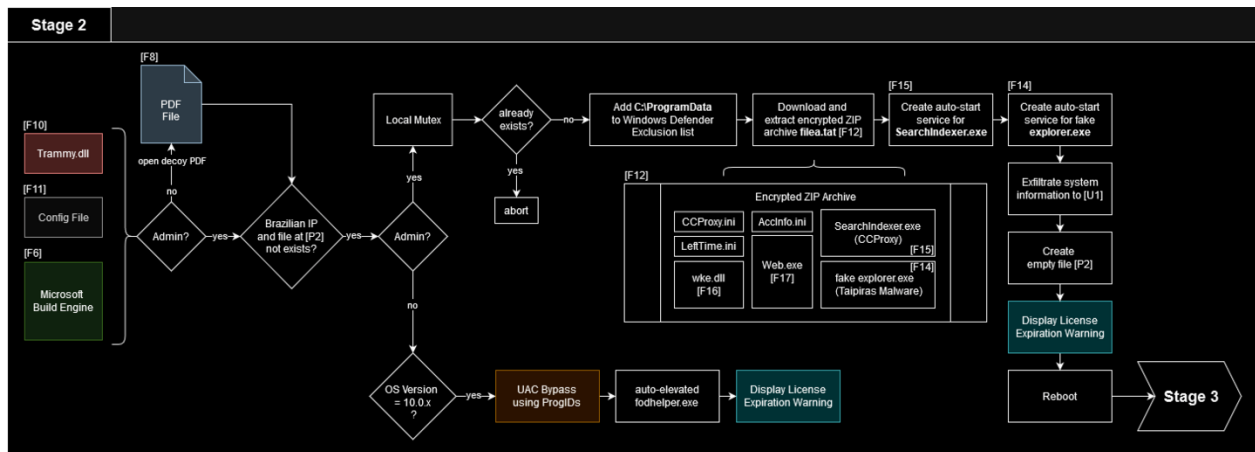 Stage 2
[F8]
PDF
File
[F10]
Trammy.dll
[F11]
Config File
[F6]
Microsoft
Build Engine
open decoy PDF
no
Admin?
yes
Brazilian IP
and file at [P2]
not exists?
yes
Admin?
yes
Local Mutex
already
exists?
yes
abort
no
Add C:\ProgramData
to Windows Defender
Exclusion list
Download and
extract encrypted ZIP
archive filea.tat [F12]
[F15]
Create auto-start
service for
SearchIndexer.exe
[F14]
Create auto-start
service for fake
explorer.exe
[F12]
Encrypted ZIP Archive
CCProxy.ini
AccInfo.ini
LeftTime.ini
wke.dll
[F16]
Web.exe
[F17]
SearchIndexer.exe
(CCProxy)
[F15]
[F14]
fake explorer.exe
(Taipiras Malware)
Exfiltrate system
information to [U1]
Create
empty file [P2]
Display License
Expiration Warning
Reboot
Stage 3
no
OS Version
= 10.0.x
?
yes
UAC Bypass
using ProgIDs
auto-elevated
fodhelper.exe
Display License
Expiration Warning